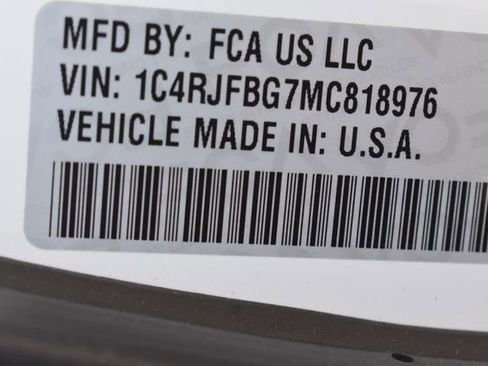 MFD BY: FCA US LLC
VIN: 1C4RJFBG7MC818976
VEHICLE MADE IN: U.S.A.